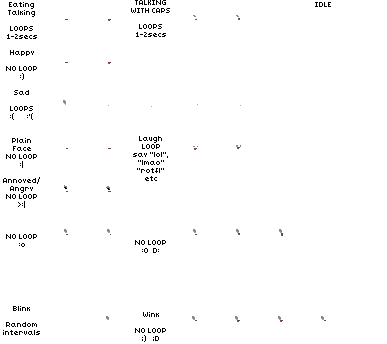 Eating
Talking
LOOPS
1-2secs
TALKING
WITH CAPS
LOOPS
1-2secs
IDLE
Happy
NO LOOP
:)
Sad
LOOPS
:( :'(
Plain
Face
NO LOOP
:|
Laugh
LOOP
say "lol",
"lmao"
"rotfl"
etc
Annoyed/
Angry
NO LOOP
>:|
NO LOOP
:o
NO LOOP
:O D:
Blink
Random
intervals
Wink
NO LOOP
;) ;D